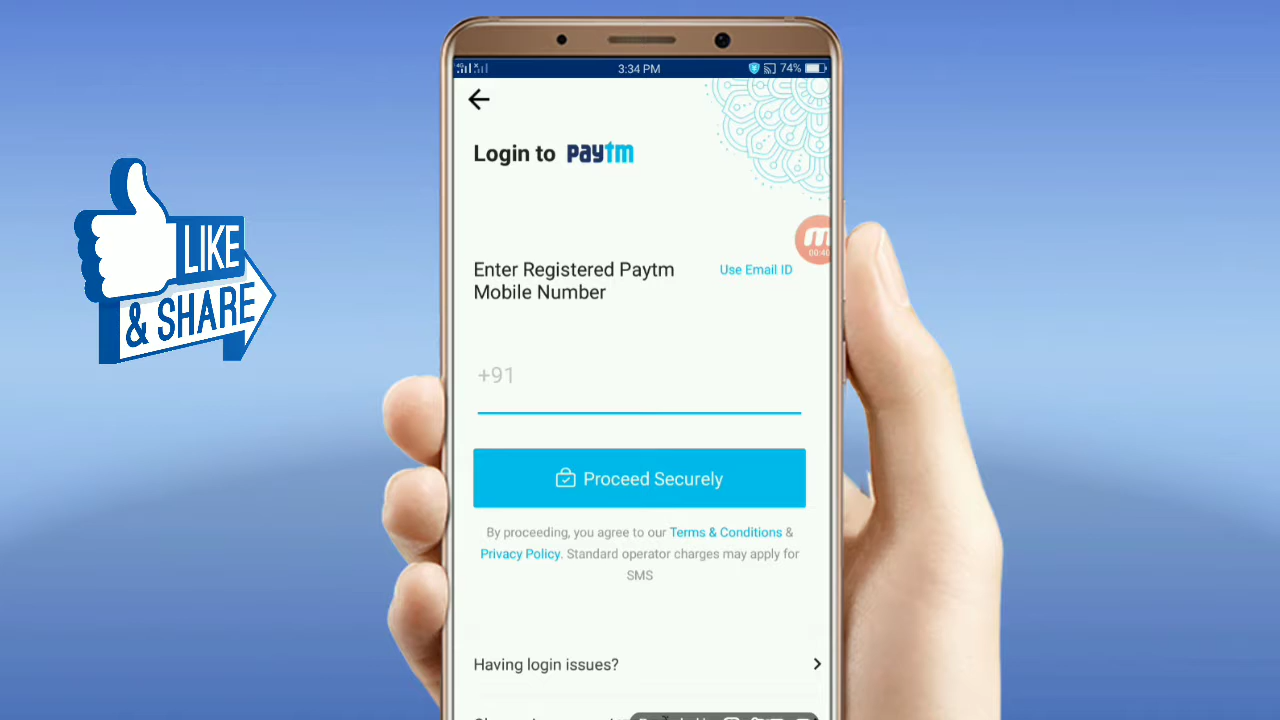 3:34 PM
74%
Login to paytm
00:40
Enter Registered Paytm
Mobile Number
Use Email ID
LIKE
& SHARE
+91
Proceed Securely
By proceeding, you agree to our Terms & Conditions &
Privacy Policy. Standard operator charges may apply for
SMS
Having login issues?